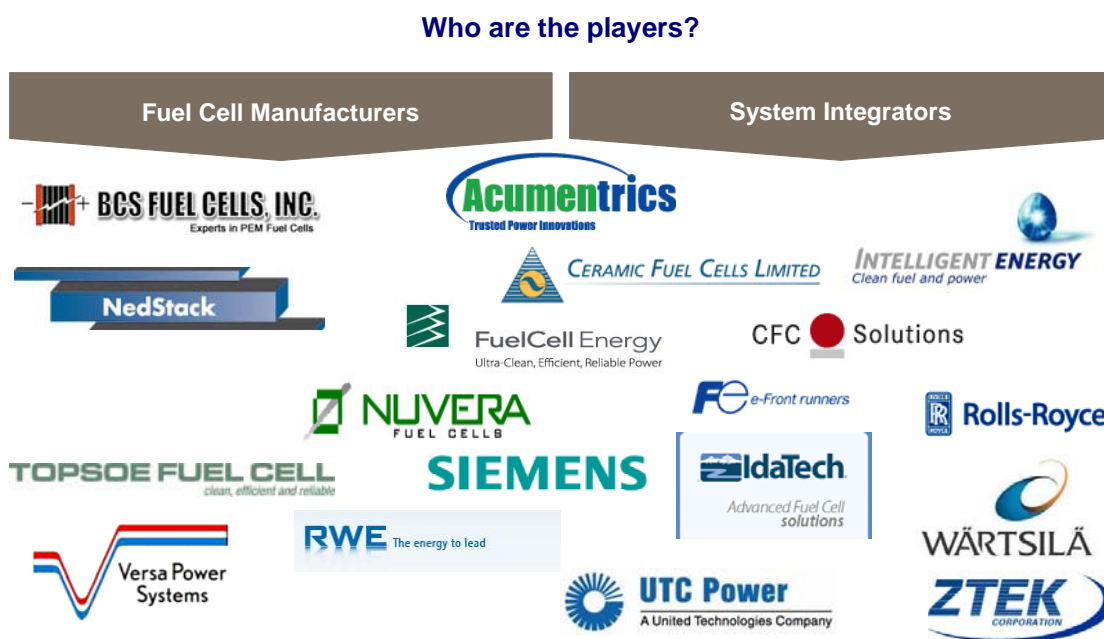 Who are the players?
Fuel Cell Manufacturers
System Integrators
Acumentrics
Trusted Power Innovations
BCS FUEL CELLS, INC.
Experts in PEM Fuel Cells
CERAMIC FUEL CELLS LIMITED
INTELLIGENT ENERGY
Clean fuel and power
NedStack
FuelCell Energy
Ultra-Clean, Efficient, Reliable Power
CFC Solutions
NUVERA
FUEL CELLS
Fe e-Front runners
ROLLS
RR
ROYCE
Rolls-Royce
TOPSOE FUEL CELL
clean, efficient and reliable
SIEMENS
IdaTech
Advanced Fuel Cell
solutions
WÄRTSILÄ
RWE The energy to lead
Versa Power
Systems
UTC Power
A United Technologies Company
ZTEK
CORPORATION